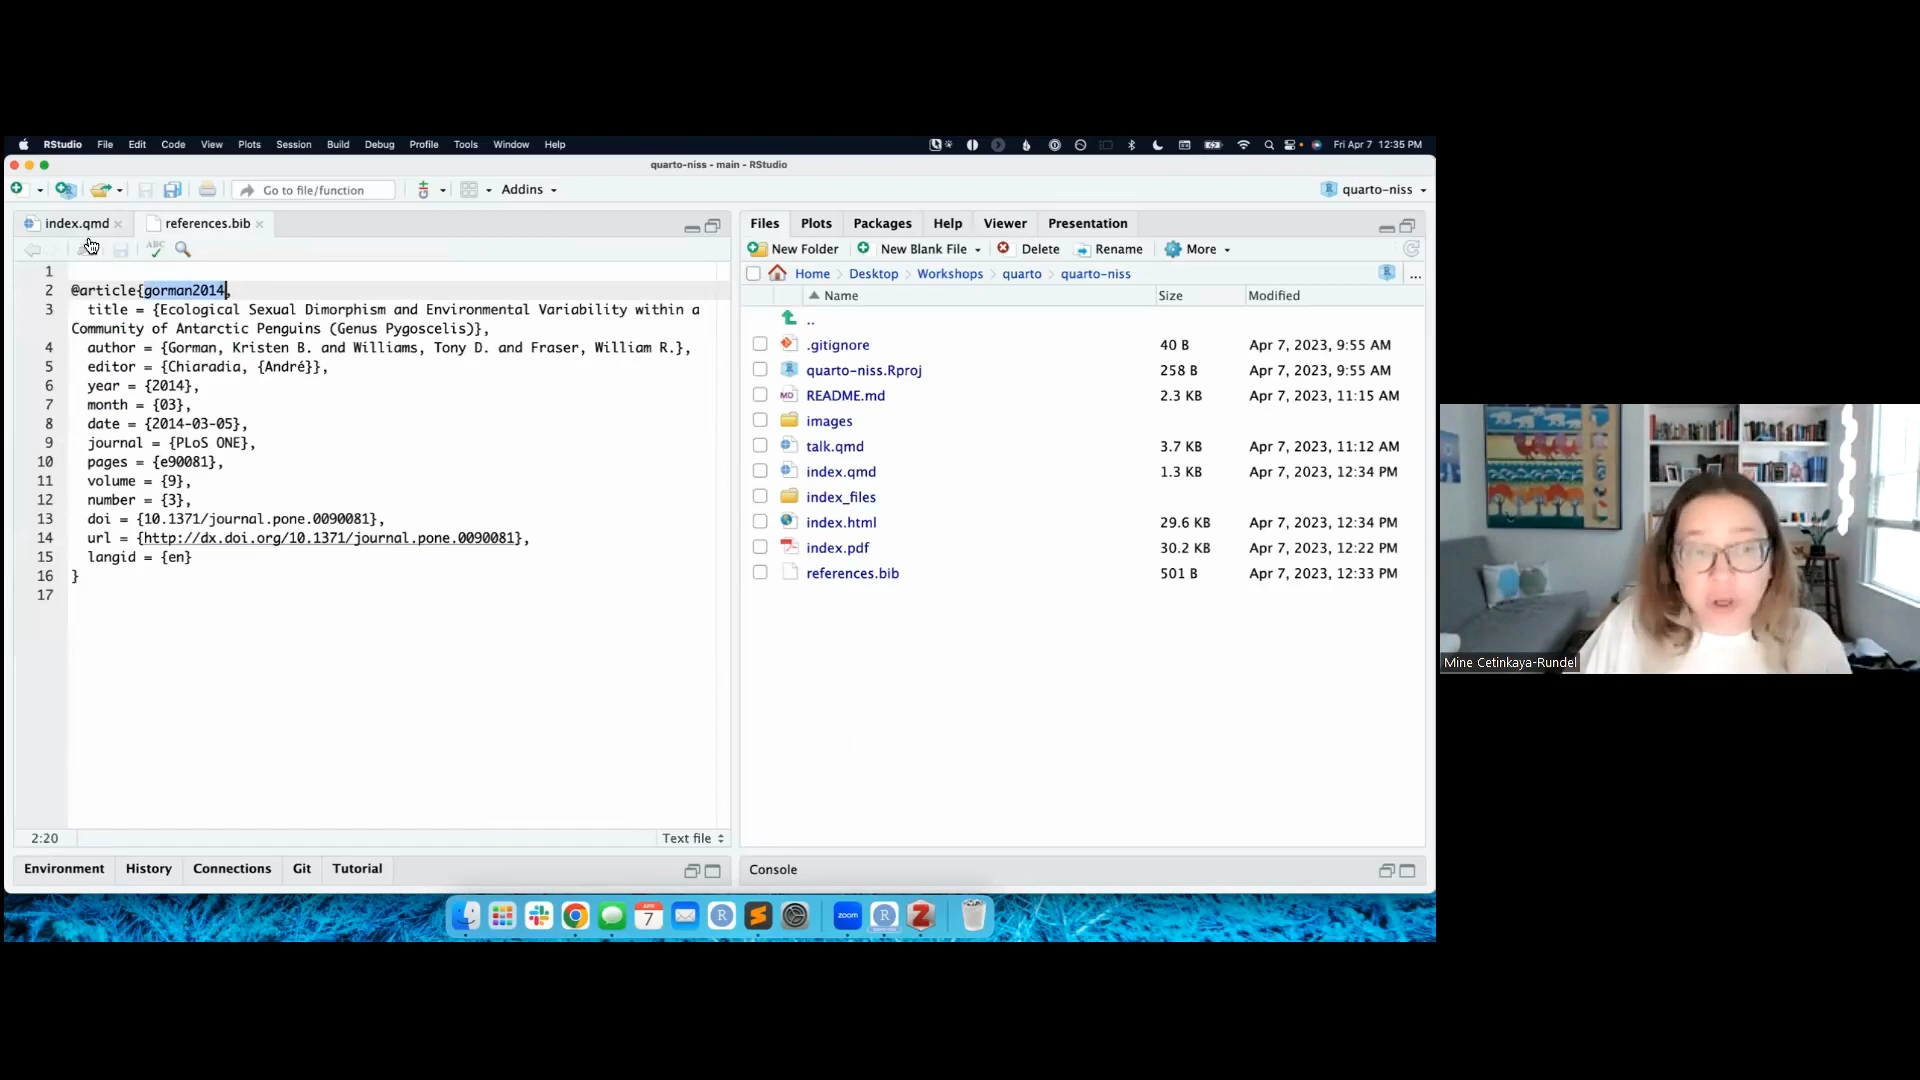 RStudio File Edit Code View Plots Session Build Debug Profile Tools Window Help Fri Apr 7 12:35 PM
quarto-niss - main - RStudio
Go to file/function Addins quarto-niss
index.qmd references.bib
ABC
1
2 @article{gorman2014,
3 title = {Ecological Sexual Dimorphism and Environmental Variability within a
Community of Antarctic Penguins (Genus Pygoscelis)},
4 author = {Gorman, Kristen B. and Williams, Tony D. and Fraser, William R.},
5 editor = {Chiaradia, {André}},
6 year = {2014},
7 month = {03},
8 date = {2014-03-05},
9 journal = {PLoS ONE},
10 pages = {e90081},
11 volume = {9},
12 number = {3},
13 doi = {10.1371/journal.pone.0090081},
14 url = {http://dx.doi.org/10.1371/journal.pone.0090081},
15 langid = {en}
16 }
17
2:20 Text file
Environment History Connections Git Tutorial
Files Plots Packages Help Viewer Presentation
New Folder New Blank File Delete Rename More
Home Desktop Workshops quarto quarto-niss ...
Name Size Modified
..
.gitignore 40 B Apr 7, 2023, 9:55 AM
quarto-niss.Rproj 258 B Apr 7, 2023, 9:55 AM
README.md 2.3 KB Apr 7, 2023, 11:15 AM
images
talk.qmd 3.7 KB Apr 7, 2023, 11:12 AM
index.qmd 1.3 KB Apr 7, 2023, 12:34 PM
index_files
index.html 29.6 KB Apr 7, 2023, 12:34 PM
index.pdf 30.2 KB Apr 7, 2023, 12:22 PM
references.bib 501 B Apr 7, 2023, 12:33 PM
Console
APR
7
R
zoom
R
Z
Mine Cetinkaya-Rundel